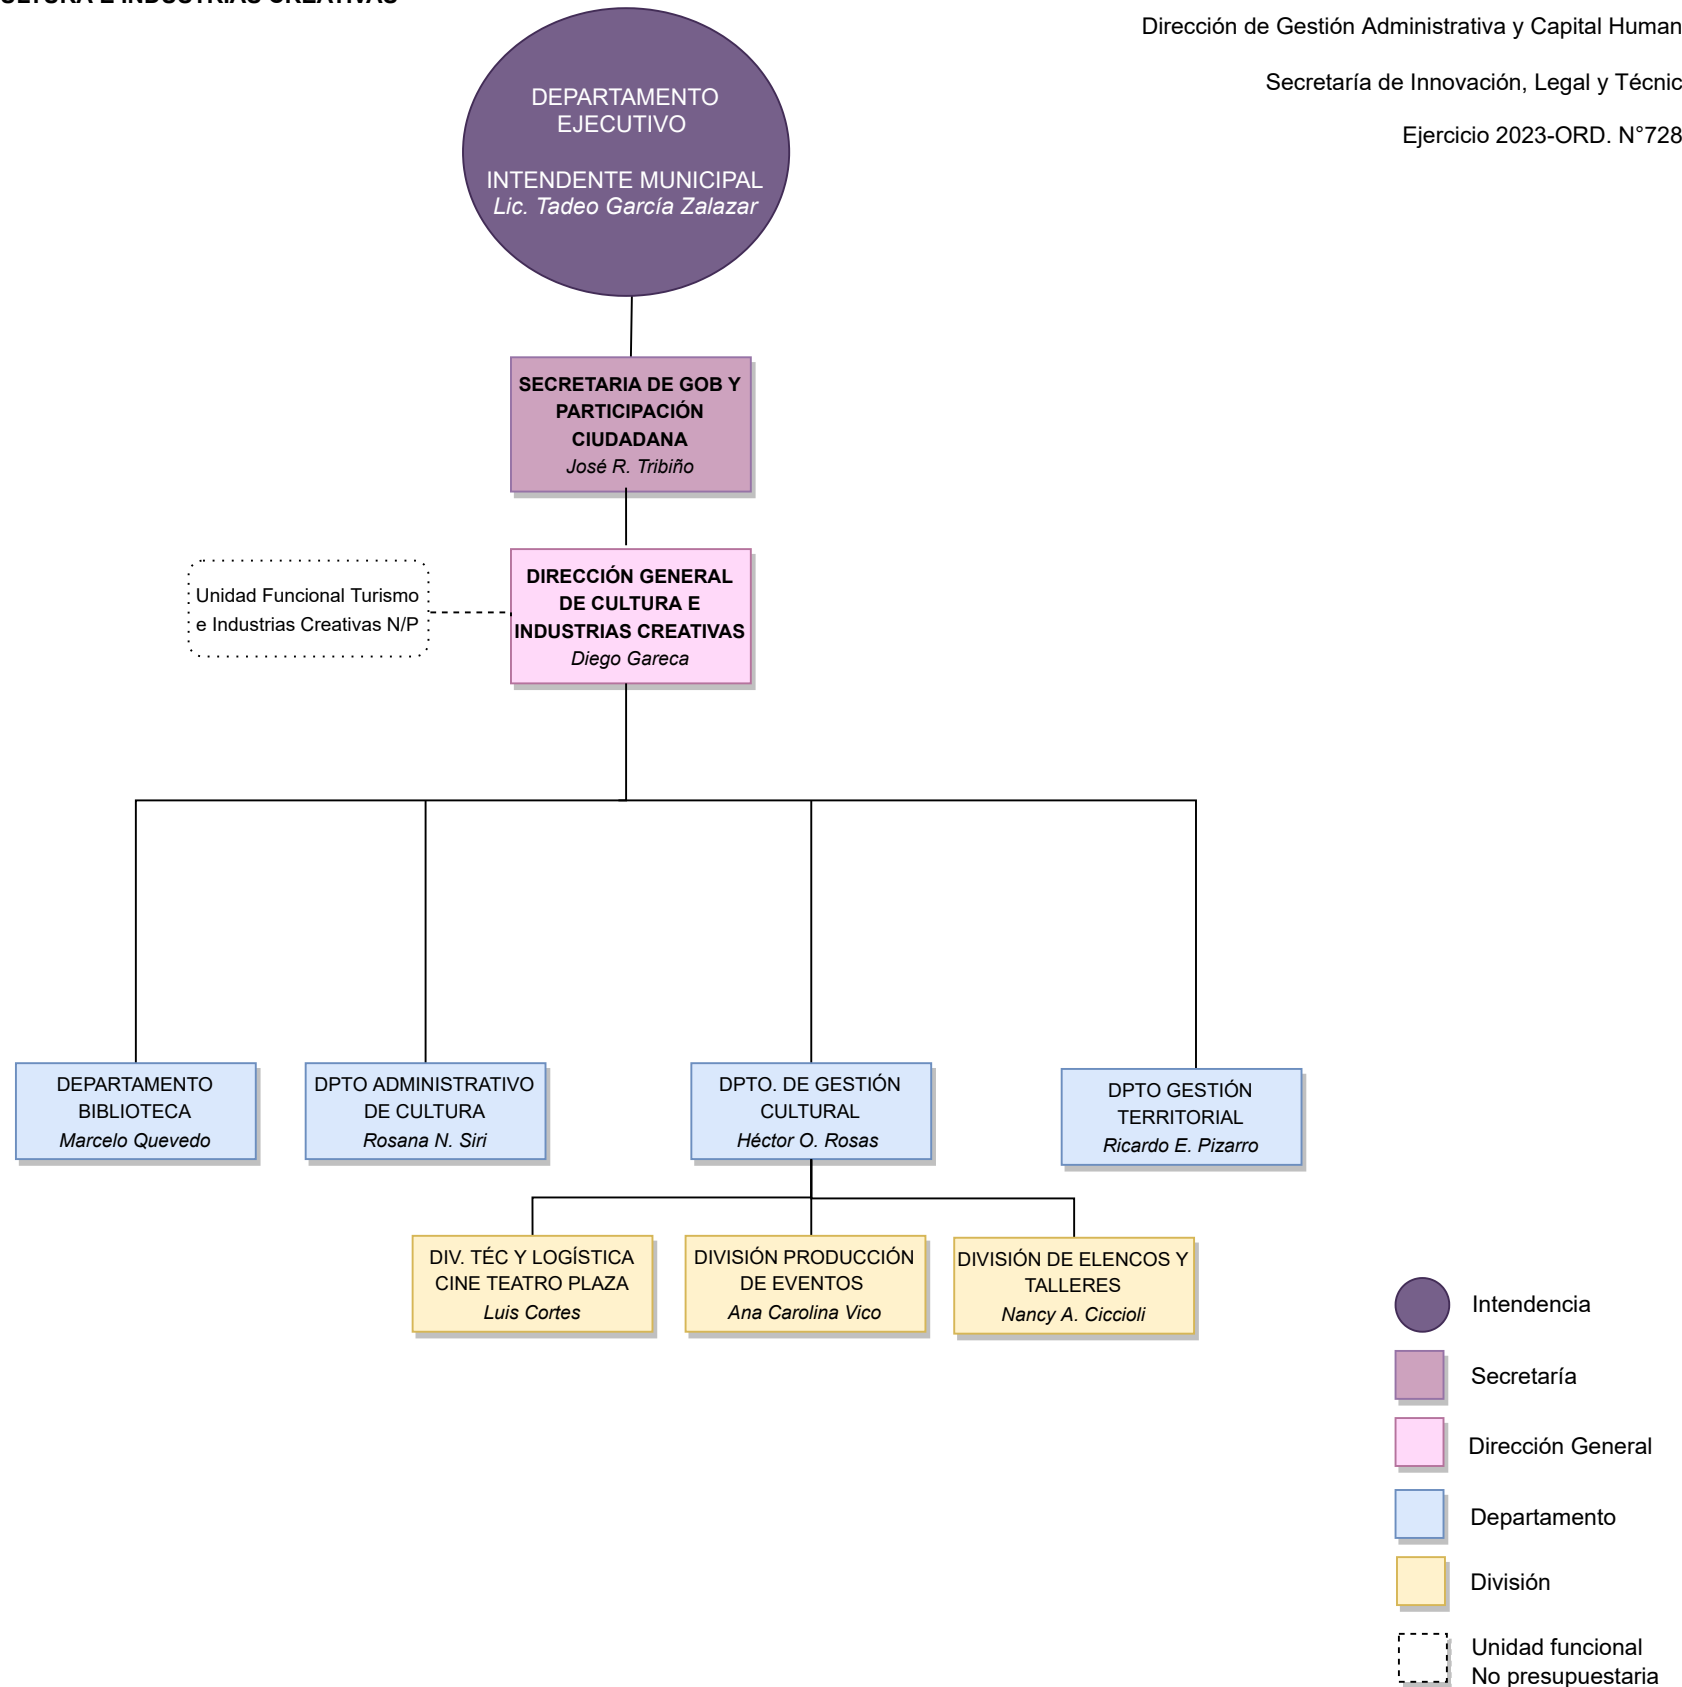 E INDUSTRIAS CREATIVAS
Dirección de Gestión Administrativa y Capital Human
Secretaría de Innovación, Legal y Técnic
Ejercicio 2023-ORD. N°728
DEPARTAMENTO
EJECUTIVO
INTENDENTE MUNICIPAL
Lic. Tadeo García Zalazar
SECRETARIA DE GOB Y
PARTICIPACIÓN
CIUDADANA
José R. Tribiño
Unidad Funcional Turismo
e Industrias Creativas N/P
DIRECCIÓN GENERAL
DE CULTURA E
INDUSTRIAS CREATIVAS
Diego Gareca
DEPARTAMENTO
BIBLIOTECA
Marcelo Quevedo
DPTO ADMINISTRATIVO
DE CULTURA
Rosana N. Siri
DPTO. DE GESTIÓN
CULTURAL
Héctor O. Rosas
DPTO GESTIÓN
TERRITORIAL
Ricardo E. Pizarro
DIV. TÉC Y LOGÍSTICA
CINE TEATRO PLAZA
Luis Cortes
DIVISIÓN PRODUCCIÓN
DE EVENTOS
Ana Carolina Vico
DIVISIÓN DE ELENCOS Y
TALLERES
Nancy A. Ciccioli
Intendencia
Secretaría
Dirección General
Departamento
División
Unidad funcional
No presupuestaria